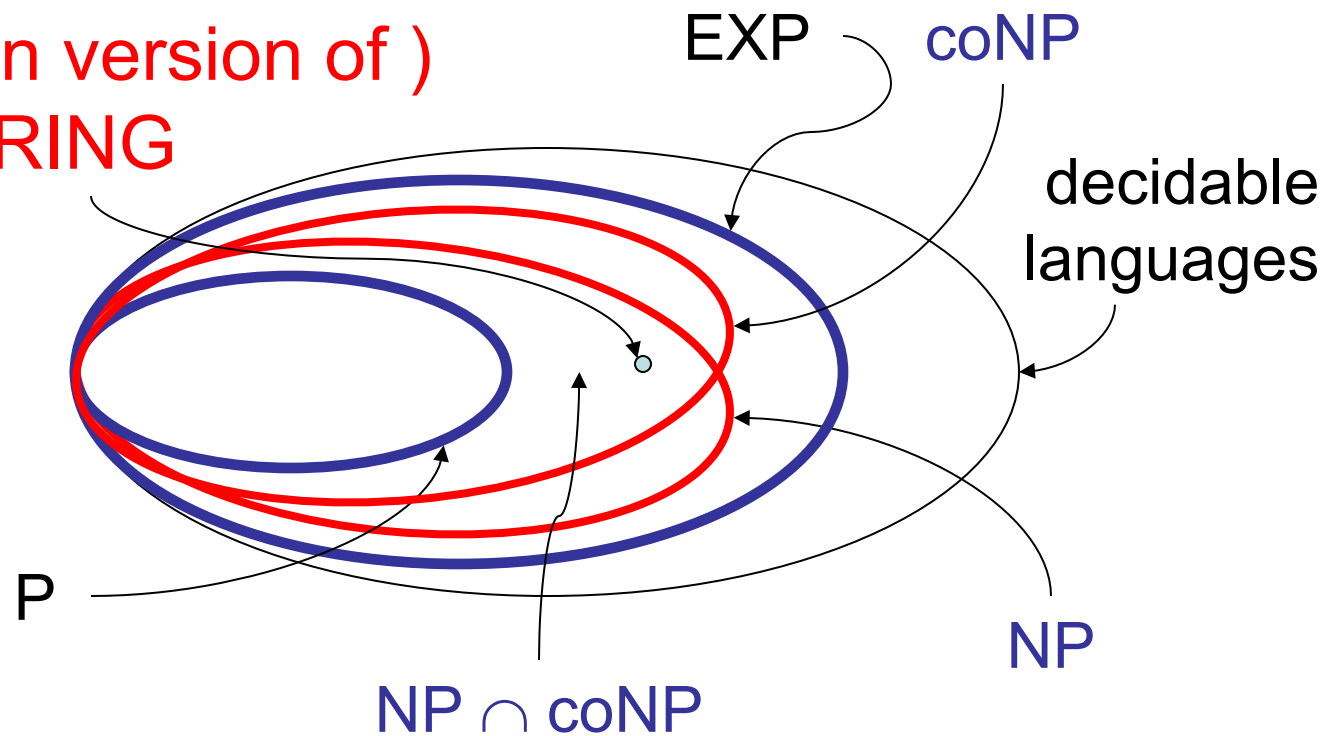 n version of )
RING
EXP
coNP
decidable
languages
P
NP
NP ∩ coNP